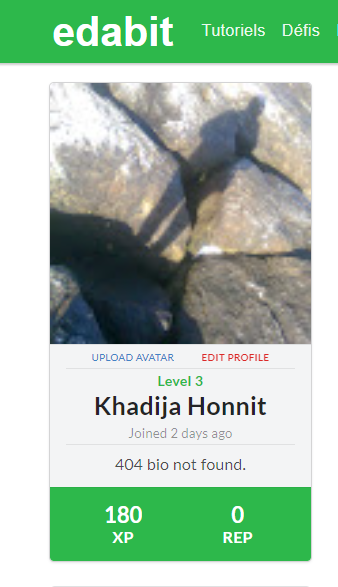 edabit Tutoriels Défis
UPLOAD AVATAR EDIT PROFILE
Level 3
Khadija Honnit
Joined 2 days ago
404 bio not found.
180 0
XP REP